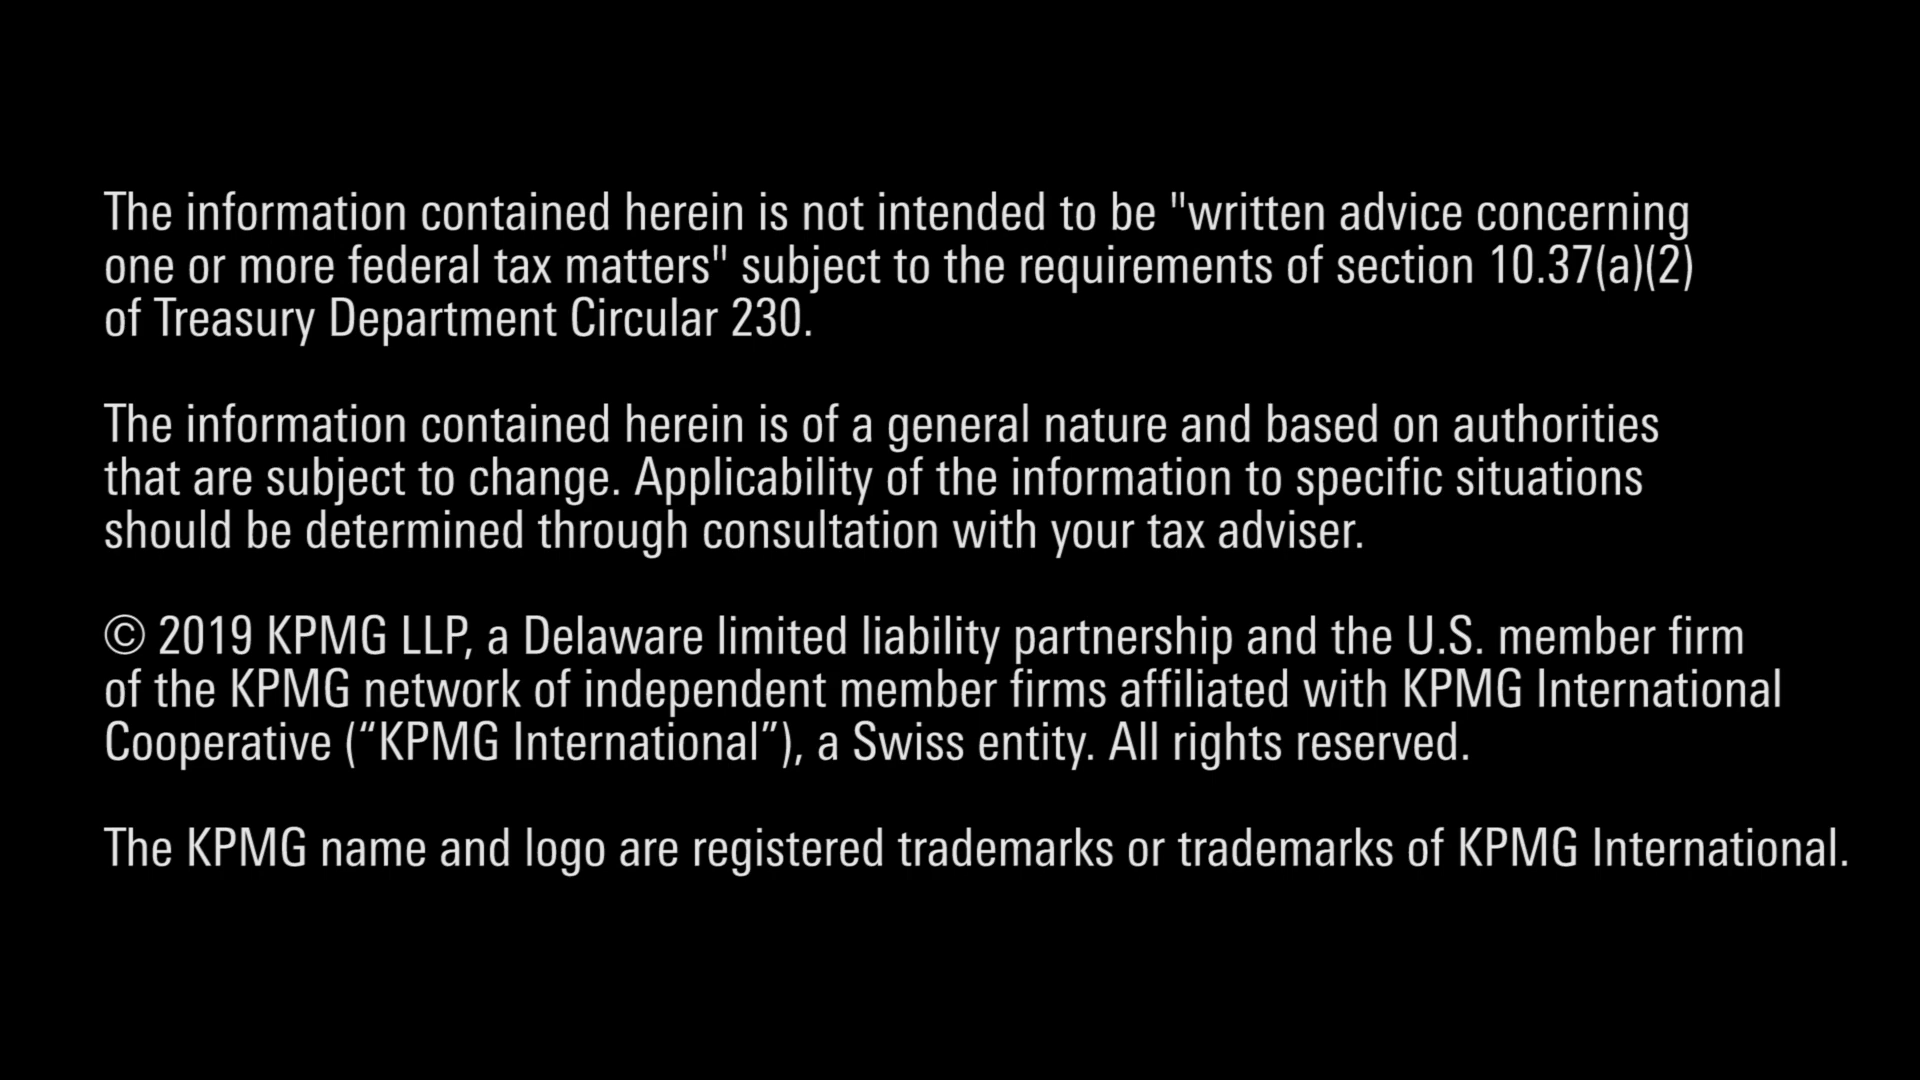 The information contained herein is not intended to be "written advice concerning
one or more federal tax matters" subject to the requirements of section 10.37(a)(2)
of Treasury Department Circular 230.
The information contained herein is of a general nature and based on authorities
that are subject to change. Applicability of the information to specific situations
should be determined through consultation with your tax adviser.
© 2019 KPMG LLP, a Delaware limited liability partnership and the U.S. member firm
of the KPMG network of independent member firms affiliated with KPMG International
Cooperative (“KPMG International”), a Swiss entity. All rights reserved.
The KPMG name and logo are registered trademarks or trademarks of KPMG International.